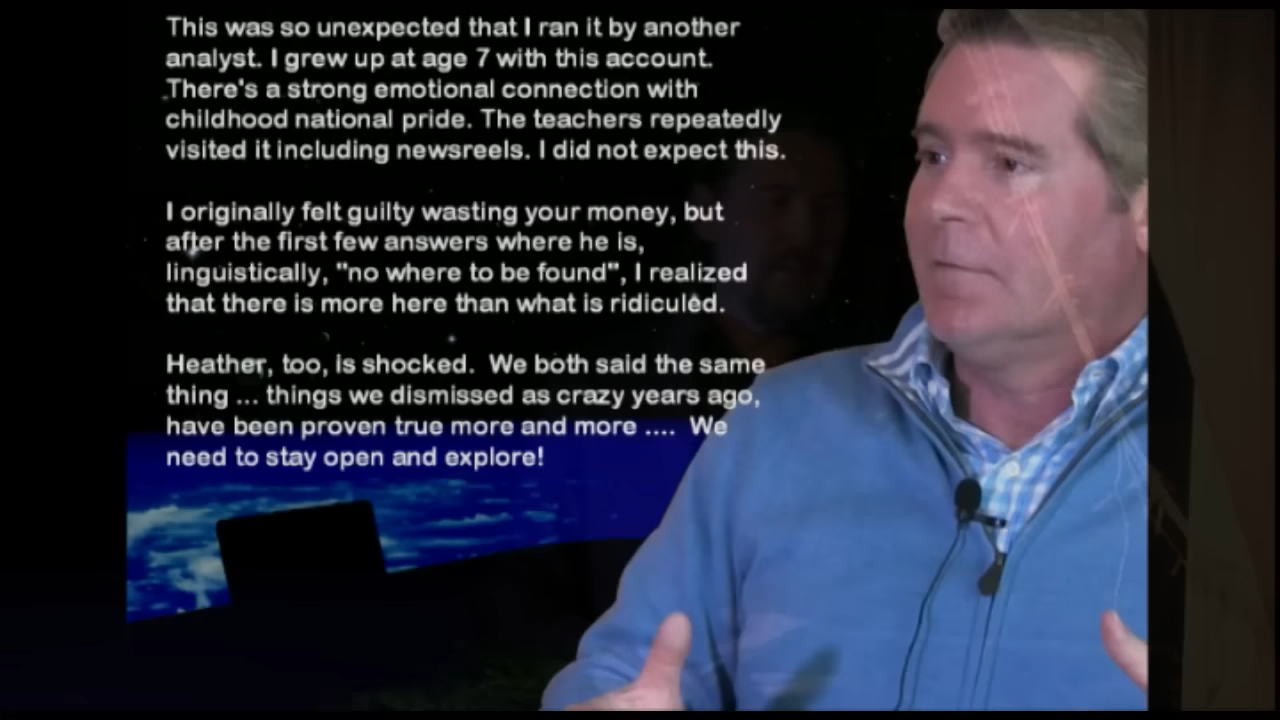 This was so unexpected that I ran it by another
analyst. I grew up at age 7 with this account.
There's a strong emotional connection with
childhood national pride. The teachers repeatedly
visited it including newsreels. I did not expect this.
I originally felt guilty wasting your money, but
after the first few answers where he is,
linguistically, "no where to be found", I realized
that there is more here than what is ridiculed.
Heather, too, is shocked.  We both said the same
thing ... things we dismissed as crazy years ago,
have been proven true more and more ....  We
need to stay open and explore!